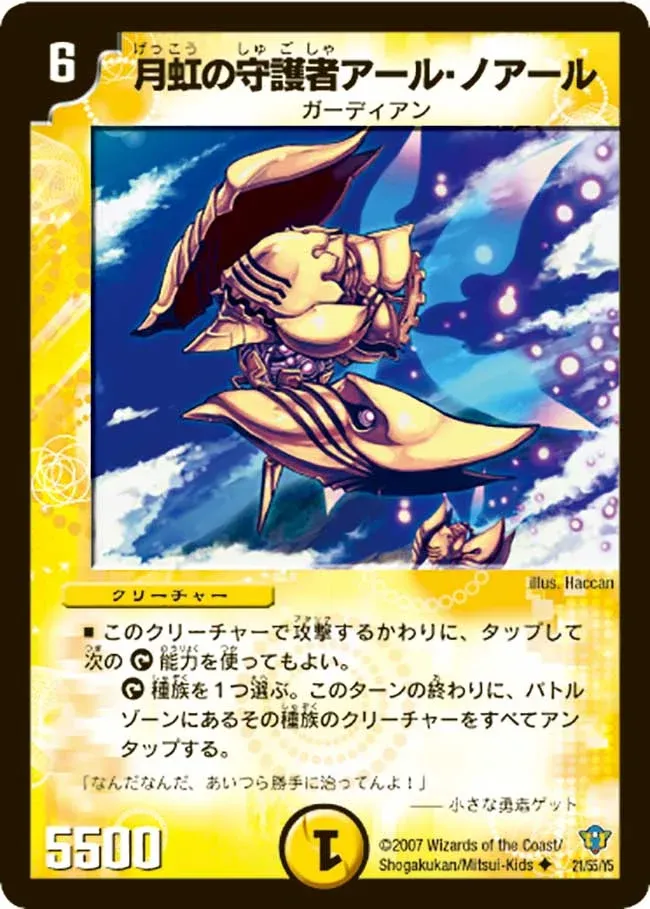 げっこう しゅごしゃ
6
月虹の守護者アール・ノアール
ガーディアン
illus. Haccan
クリーチャー
■ このクリーチャーで攻撃するかわりに、タップして
次の 能力を使ってもよい。
種族を1つ選ぶ。このターンの終わりに、バトル
ゾーンにあるその種族のクリーチャーをすべてアン
タップする。
「なんだなんだ、あいつら勝手に治ってんよ！」
―― 小さな勇者ゲット
5500
1
©2007 Wizards of the Coast/
Shogakukan/Mitsui-Kids
21/55/Y5